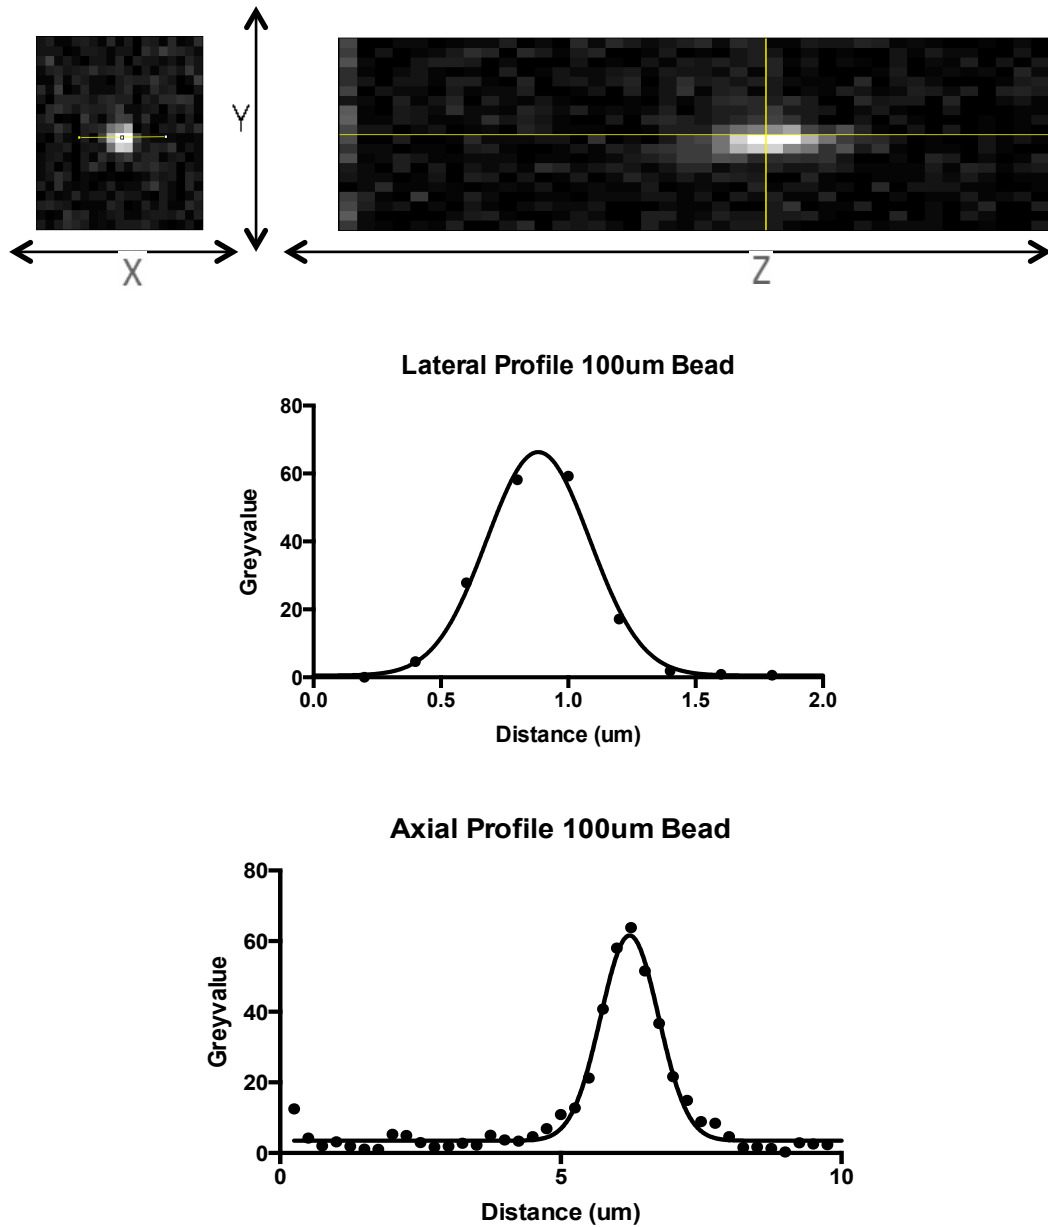 Y
X
Z
Lateral Profile 100um Bead
80
60
40
20
0
Greyvalue
0.0 0.5 1.0 1.5 2.0
Distance (um)
Axial Profile 100um Bead
80
60
40
20
0
Greyvalue
0 5 10
Distance (um)